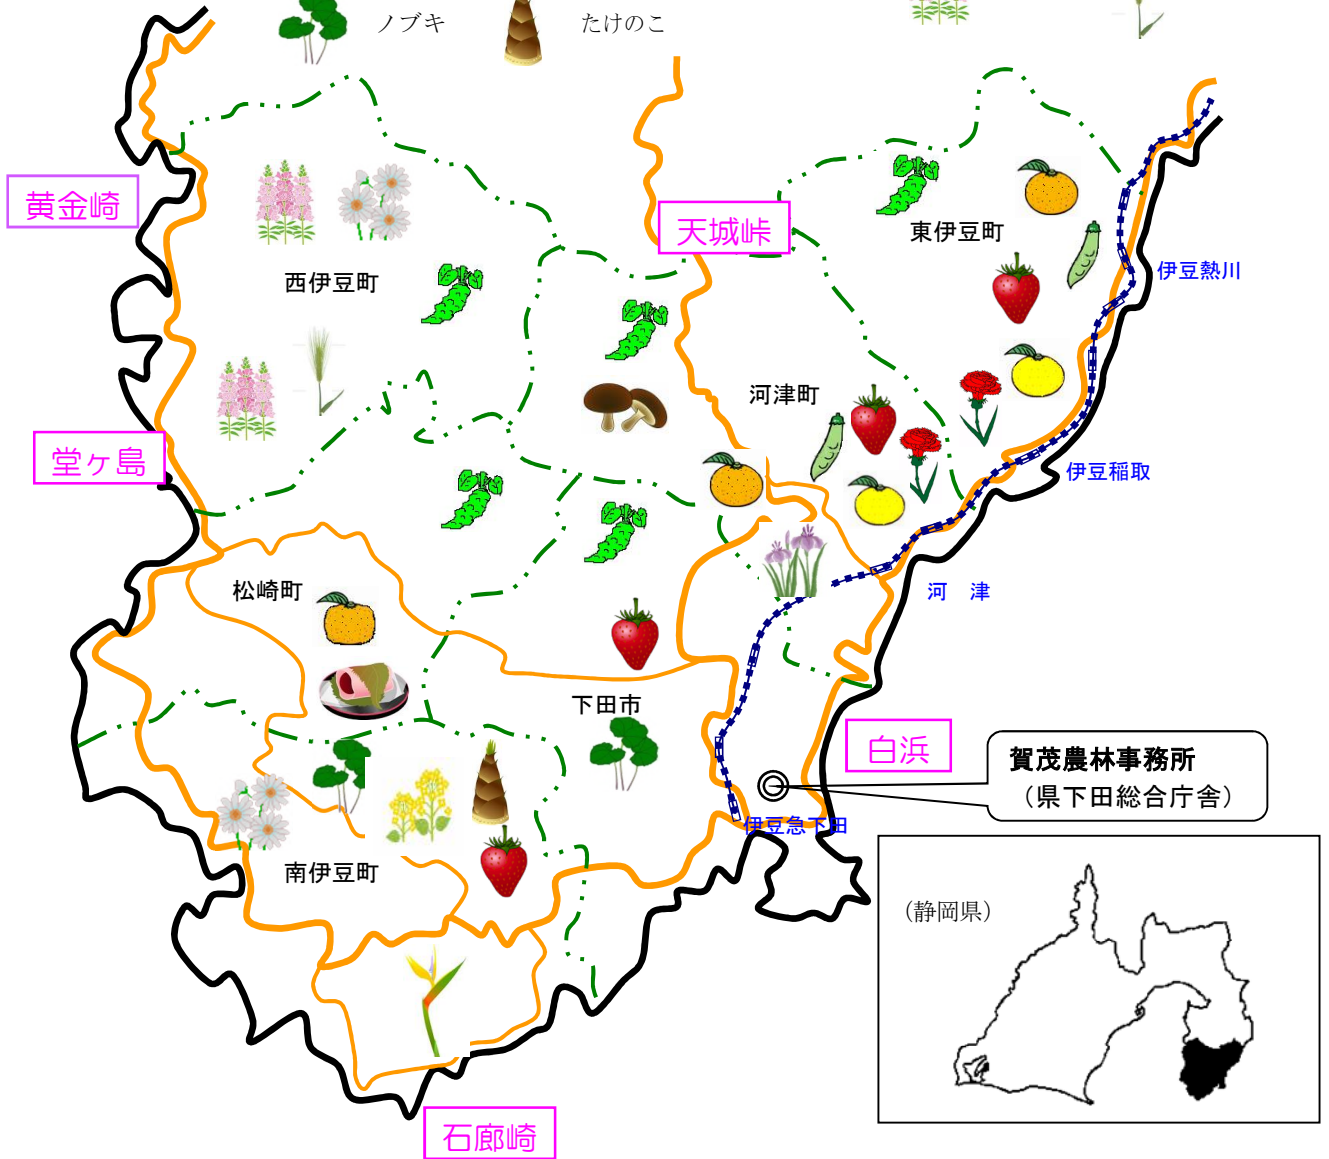 ノブキ
たけのこ
黄金崎
天城峠
東伊豆町
伊豆熱川
西伊豆町
河津町
堂ヶ島
伊豆稲取
松崎町
河　津
下田市
白浜
賀茂農林事務所
（県下田総合庁舎）
伊豆急下田
南伊豆町
（静岡県）
石廊崎